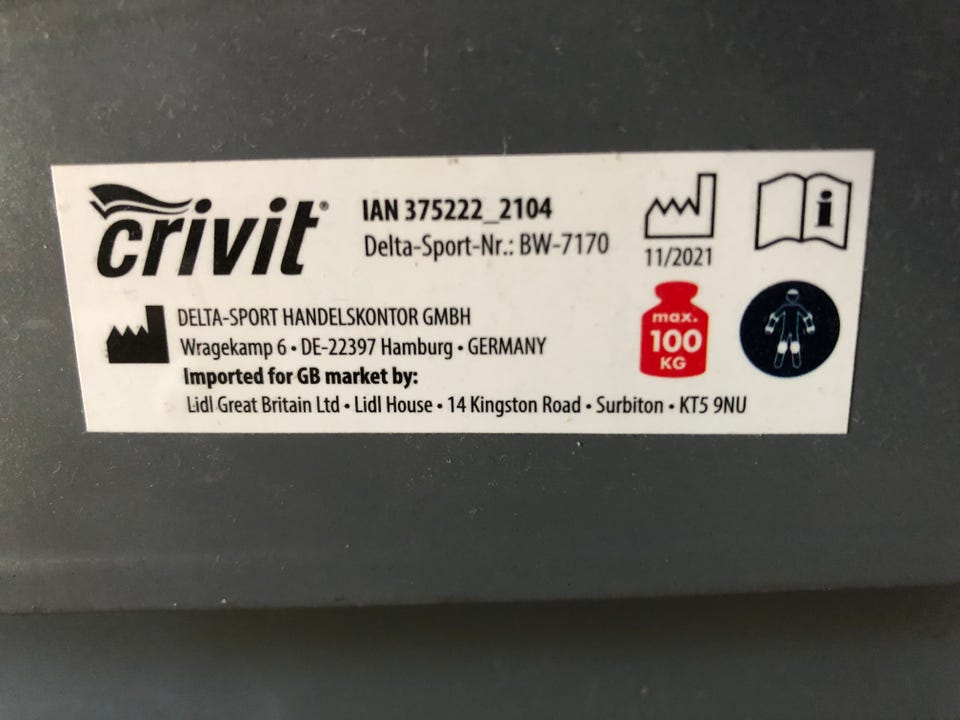 crivit®
IAN 375222_2104
Delta-Sport-Nr.: BW-7170
11/2021
i
DELTA-SPORT HANDELSKONTOR GMBH
Wragekamp 6 • DE-22397 Hamburg • GERMANY
Imported for GB market by:
Lidl Great Britain Ltd • Lidl House • 14 Kingston Road • Surbiton • KT5 9NU
max.
100
KG